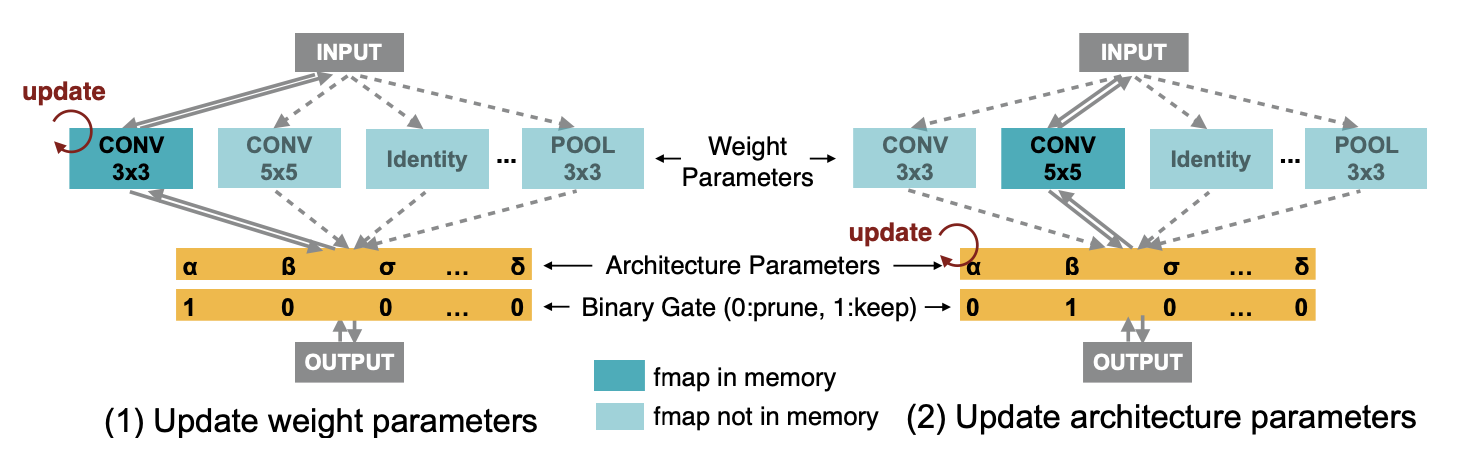 INPUT
update
CONV
3x3
CONV
5x5
Identity
...
POOL
3x3
α ß σ ... δ
1 0 0 ... 0
OUTPUT
(1) Update weight parameters
Weight
Parameters
Architecture Parameters
Binary Gate (0:prune, 1:keep)
fmap in memory
fmap not in memory
INPUT
CONV
3x3
CONV
5x5
Identity
...
POOL
3x3
update
α ß σ ... δ
0 1 0 ... 0
OUTPUT
(2) Update architecture parameters